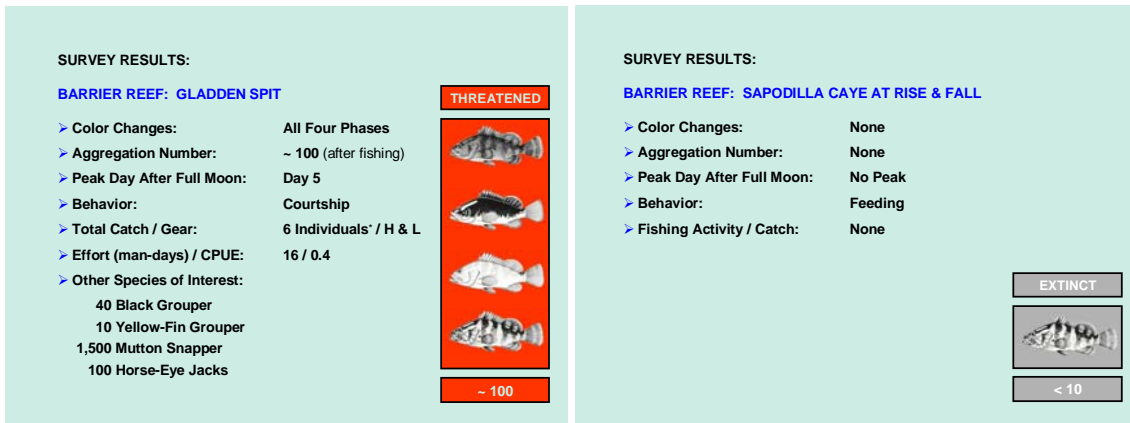 SURVEY RESULTS:
BARRIER REEF: GLADDEN SPIT
➢ Color Changes: All Four Phases
➢ Aggregation Number: ~ 100 (after fishing)
➢ Peak Day After Full Moon: Day 5
➢ Behavior: Courtship
➢ Total Catch / Gear: 6 Individuals* / H & L
➢ Effort (man-days) / CPUE: 16 / 0.4
➢ Other Species of Interest:
40 Black Grouper
10 Yellow-Fin Grouper
1,500 Mutton Snapper
100 Horse-Eye Jacks
THREATENED
~ 100
SURVEY RESULTS:
BARRIER REEF: SAPODILLA CAYE AT RISE & FALL
➢ Color Changes: None
➢ Aggregation Number: None
➢ Peak Day After Full Moon: No Peak
➢ Behavior: Feeding
➢ Fishing Activity / Catch: None
EXTINCT
< 10